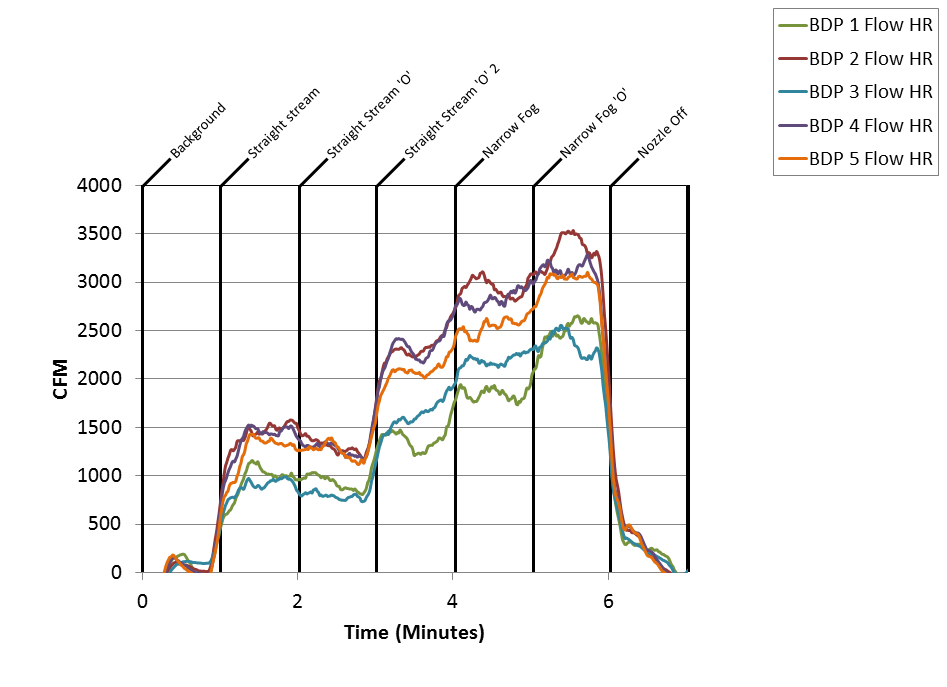 BDP 1 Flow HR
BDP 2 Flow HR
BDP 3 Flow HR
BDP 4 Flow HR
BDP 5 Flow HR
Background
Straight stream
Straight Stream 'O'
Straight Stream 'O' 2
Narrow Fog
Narrow Fog 'O'
Nozzle Off
4000
3500
3000
2500
2000
1500
1000
500
0
CFM
0 2 4 6
Time (Minutes)